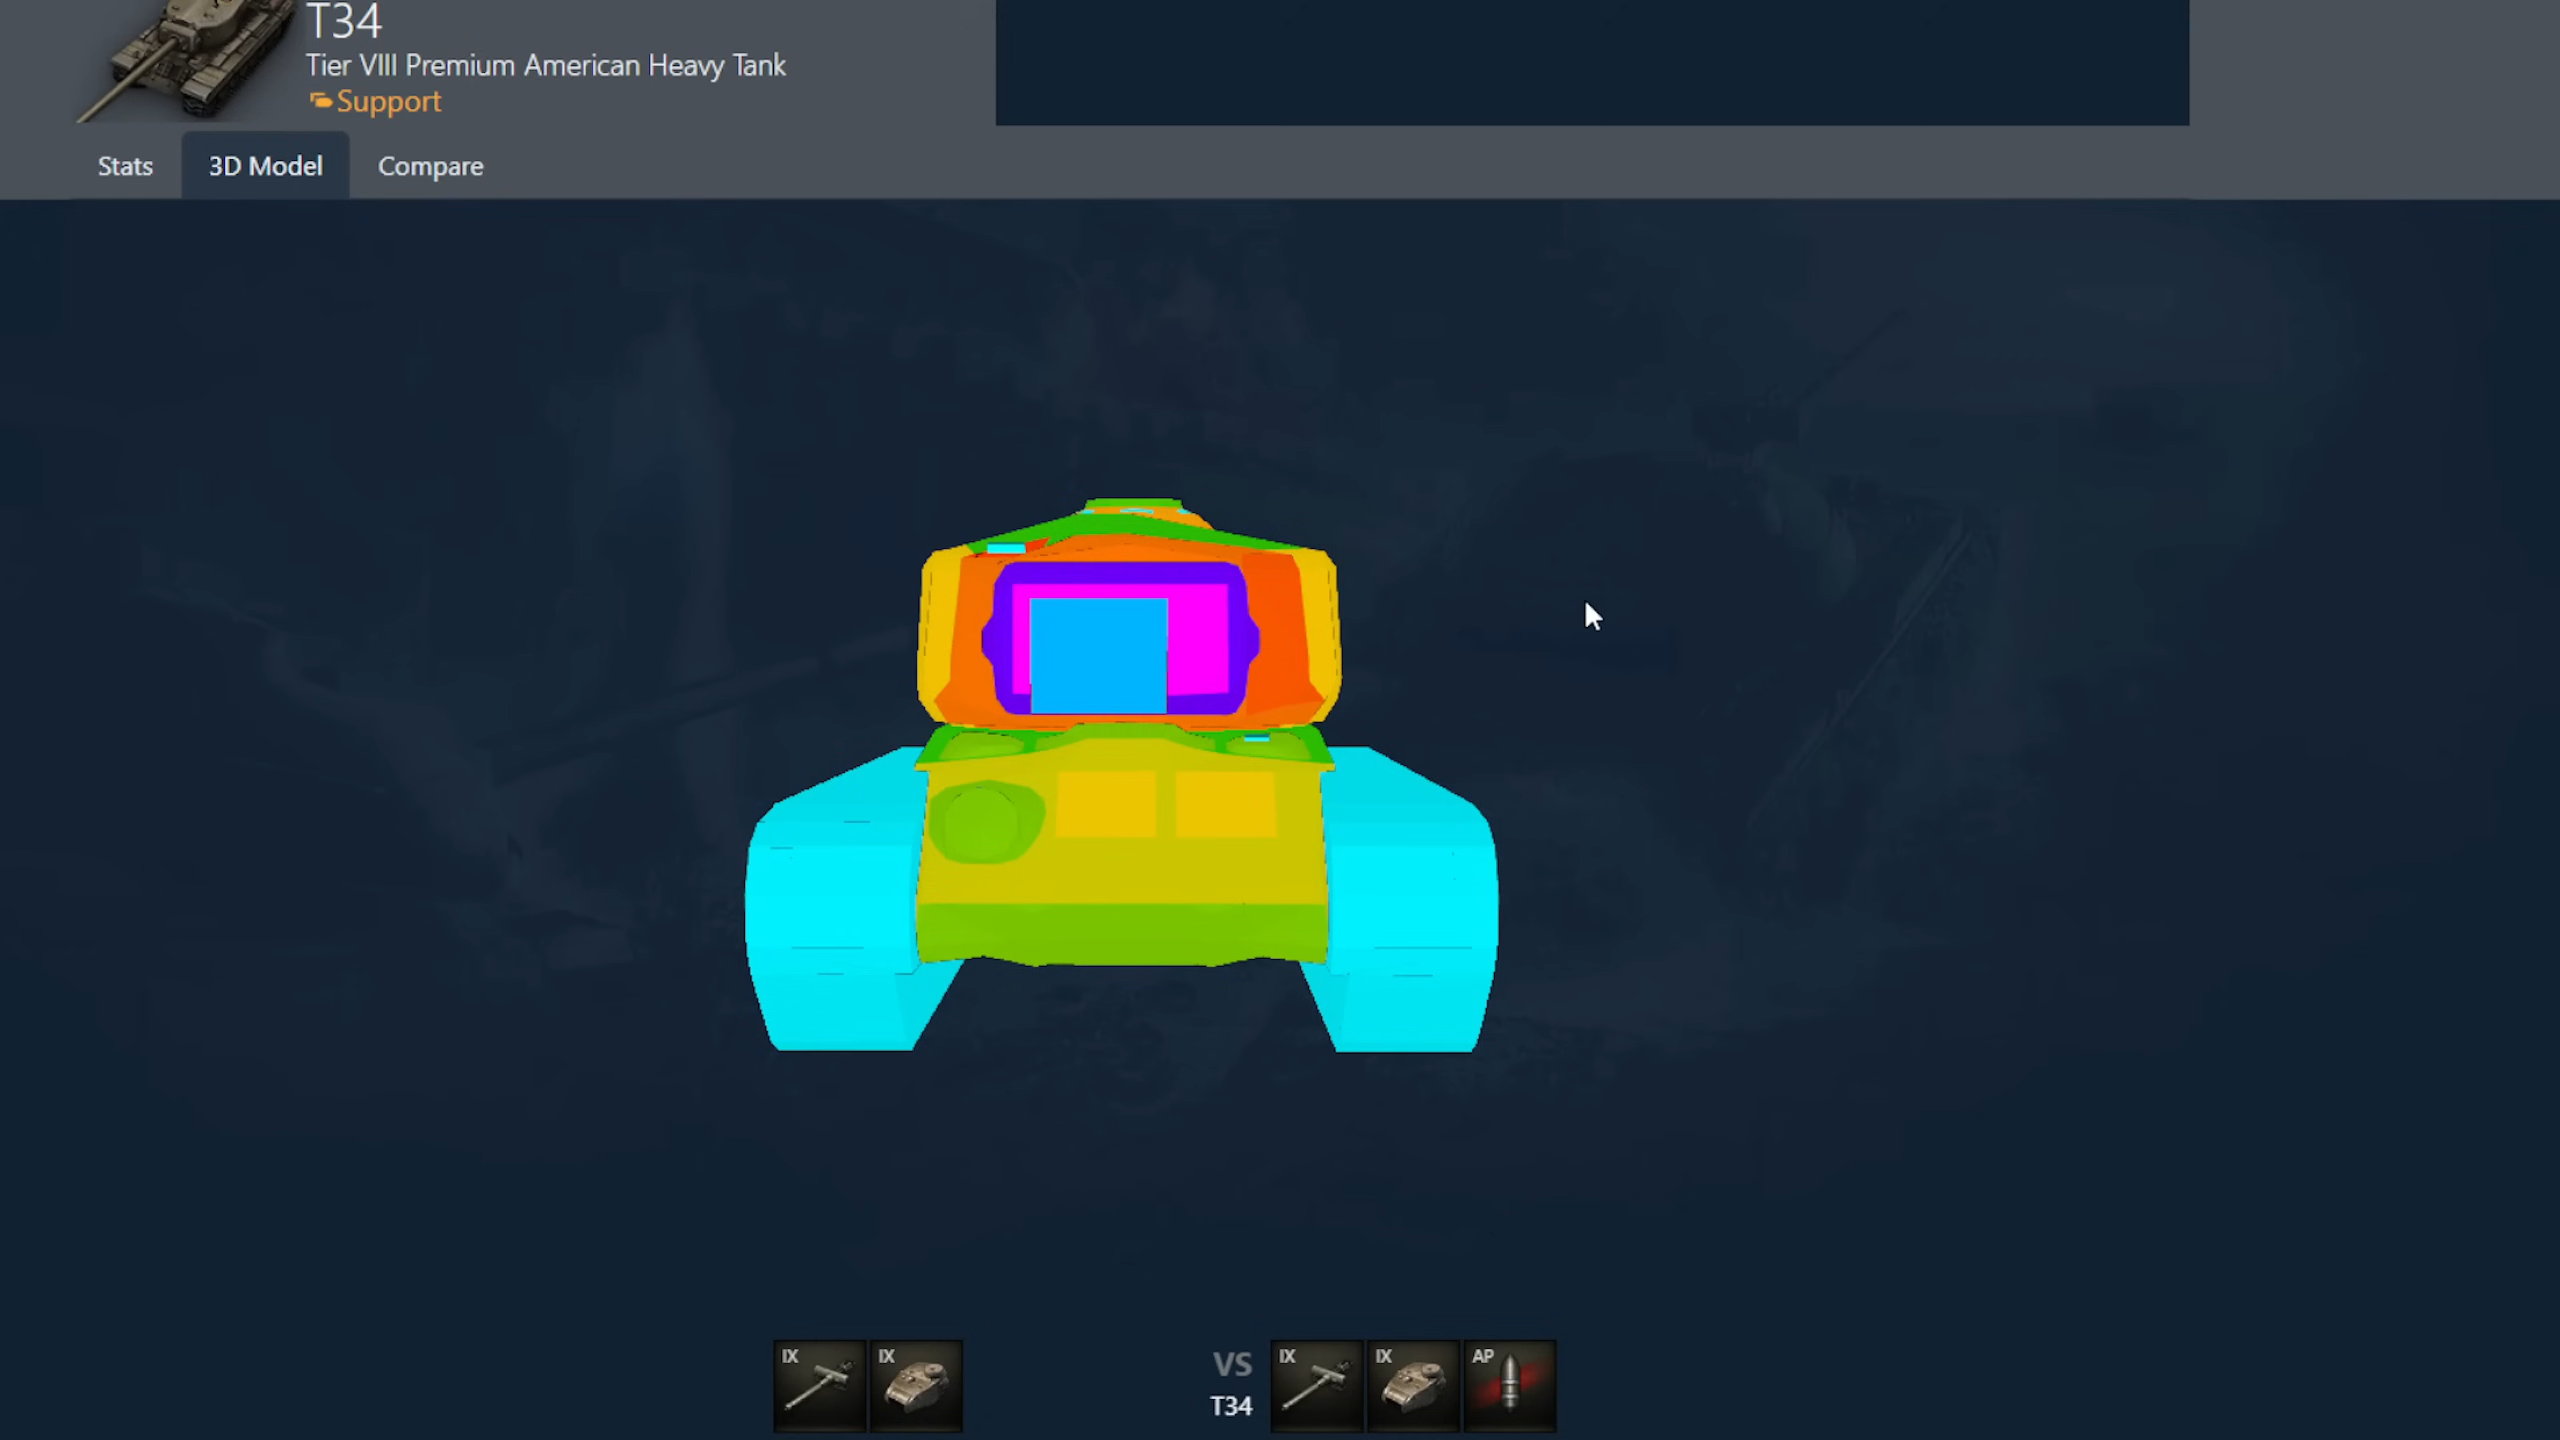 T34
Tier VIII Premium American Heavy Tank
Support
Stats
3D Model
Compare
IX
IX
VS
T34
IX
IX
AP